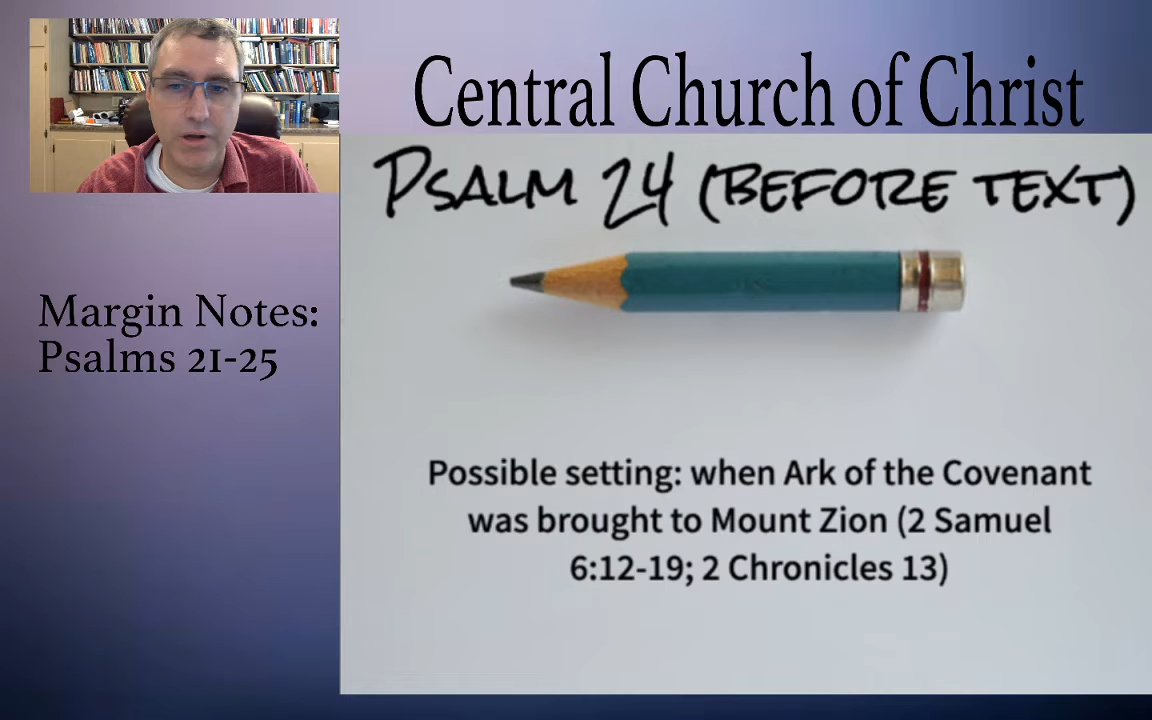 Central Church of Christ
Psalm 24 (before text)
Margin Notes:
Psalms 21-25
Possible setting: when Ark of the Covenant
was brought to Mount Zion (2 Samuel
6:12-19; 2 Chronicles 13)